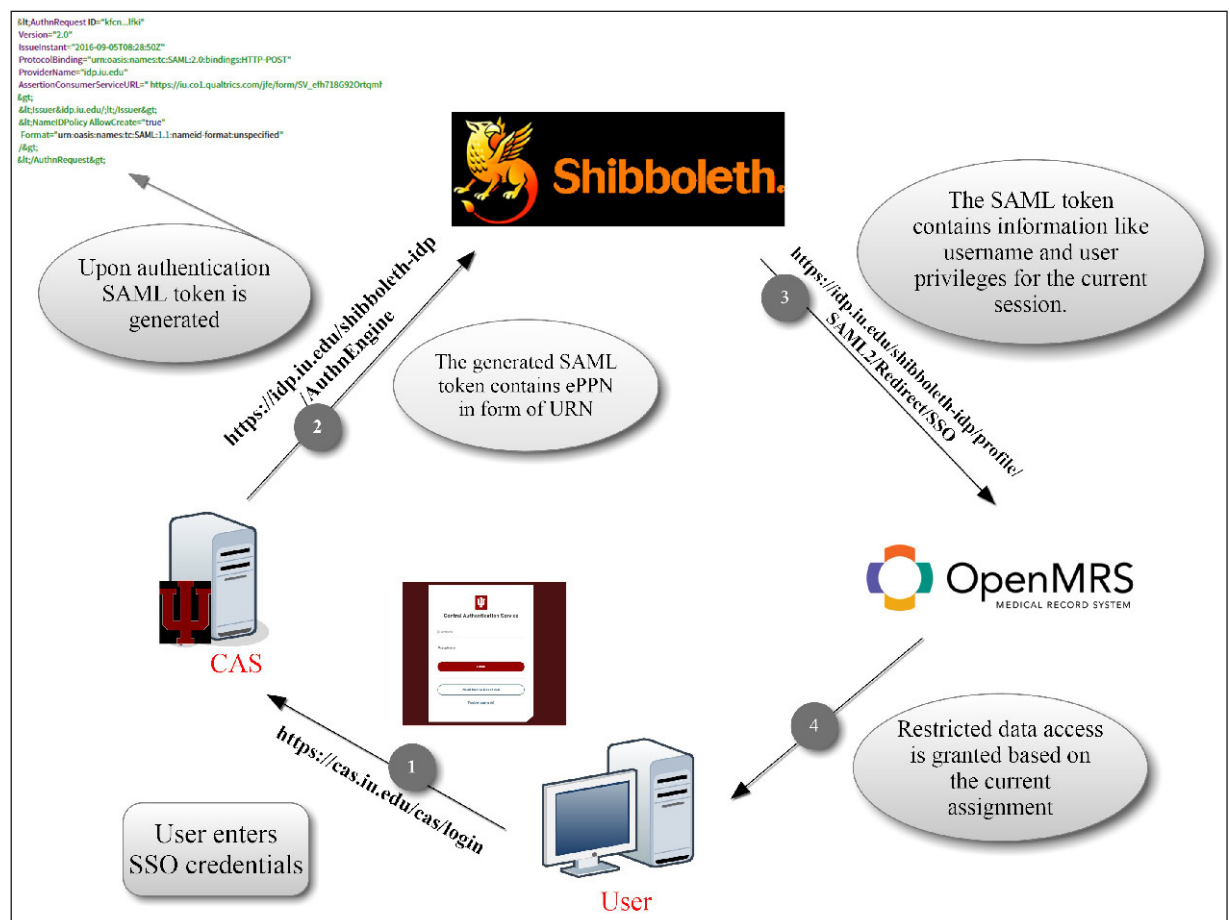 &lt;AuthnRequest ID="kfcn...lfki"
Version="2.0"
IssueInstant="2016-09-05T08:28:50Z"
ProtocolBinding="urn:oasis:names:tc:SAML:2.0:bindings:HTTP-POST"
ProviderName="idp.iu.edu"
AssertionConsumerServiceURL=" https://iu.co1.qualtrics.com/jfe/form/SV_efh718G92Ortqmh
&gt;
&lt;Issuer&idp.iu.edu/;lt;/Issuer&gt;
&lt;NameIDPolicy AllowCreate="true"
Format="urn:oasis:names:tc:SAML:1.1:nameid-format:unspecified"
/&gt;
&lt;/AuthnRequest&gt;
Shibboleth.
Upon authentication
SAML token is
generated
https://idp.iu.edu/shibboleth-idp
/AuthnEngine
2
The generated SAML
token contains ePPN
in form of URN
The SAML token
contains information like
username and user
privileges for the current
session.
3
https://idp.iu.edu/shibboleth-idp/profile/
SAML2/Redirect/SSO
CAS
Central Authentication Service
OpenMRS
MEDICAL RECORD SYSTEM
1
https://cas.iu.edu/cas/login
4
Restricted data access
is granted based on
the current
assignment
User enters
SSO credentials
User